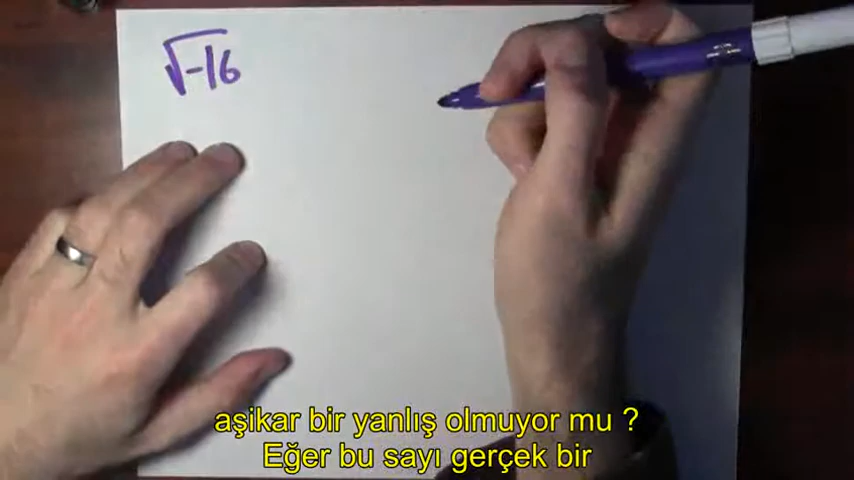 √-16
aşikar bir yanlış olmuyor mu ?
Eğer bu sayı gerçek bir